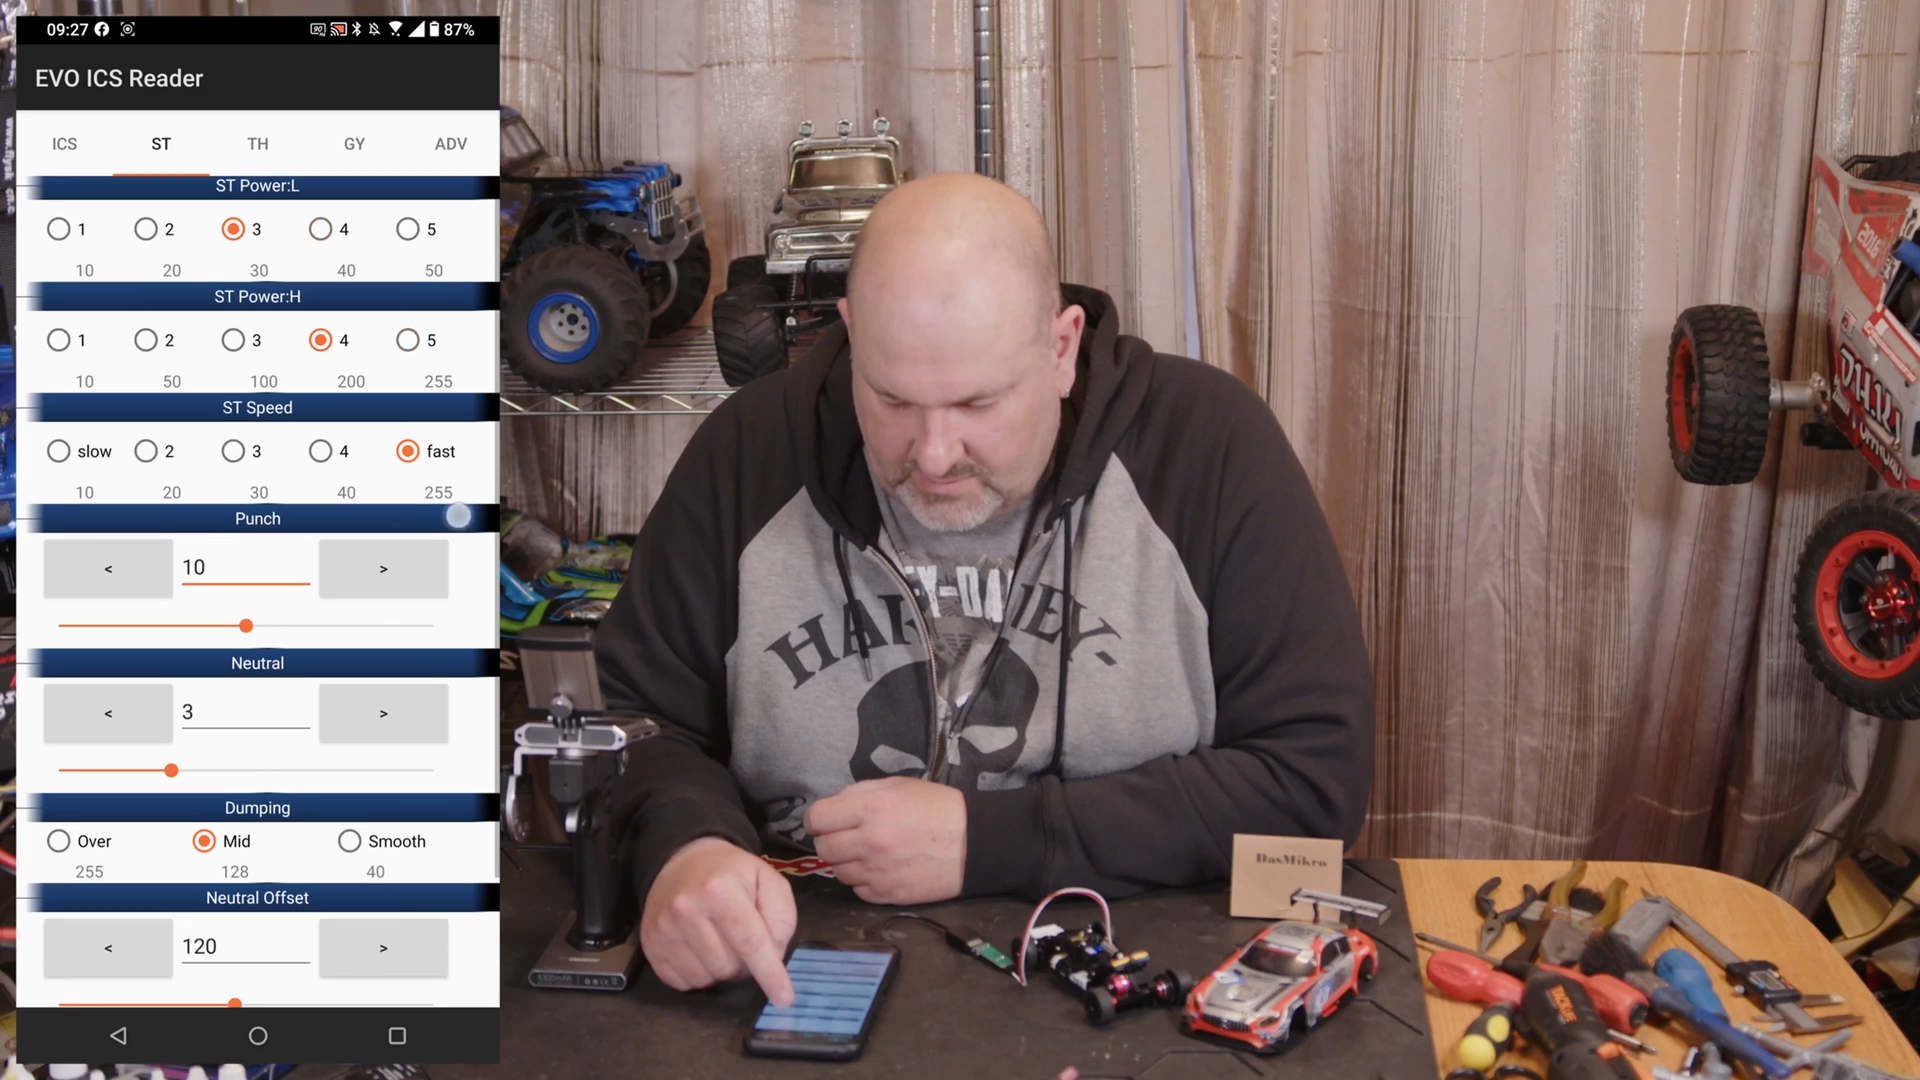 09:27
87%
EVO ICS Reader
ICS ST TH GY ADV
ST Power:L
1 2 3 4 5
10 20 30 40 50
ST Power:H
1 2 3 4 5
10 50 100 200 255
ST Speed
slow 2 3 4 fast
10 20 30 40 255
Punch
< 10 >
Neutral
< 3 >
Dumping
Over Mid Smooth
255 128 40
Neutral Offset
< 120 >
HARLEY-
DasMikro
2016